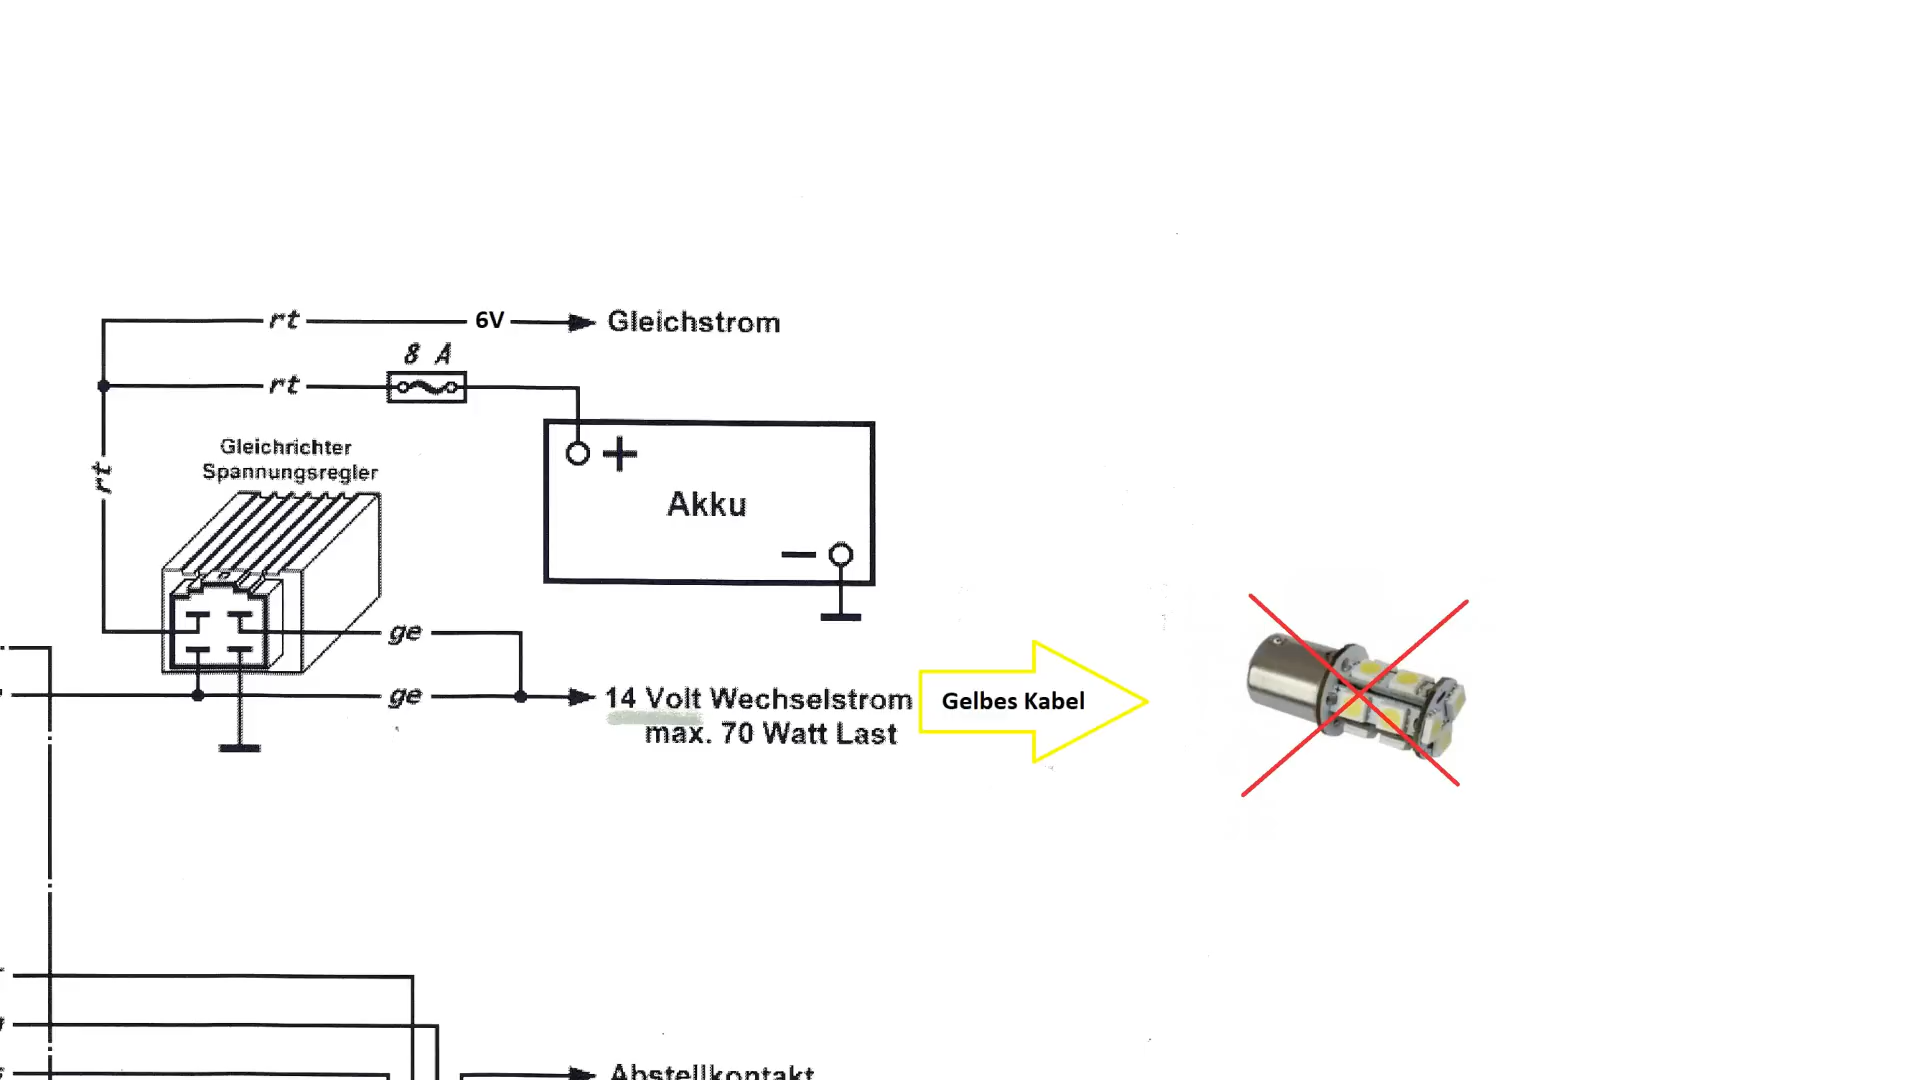 rt
6V
Gleichstrom
8 A
rt
Gleichrichter
Spannungsregler
rt
+
Akku
−
ge
ge
14 Volt Wechselstrom
max. 70 Watt Last
Gelbes Kabel
Abstellkontakt